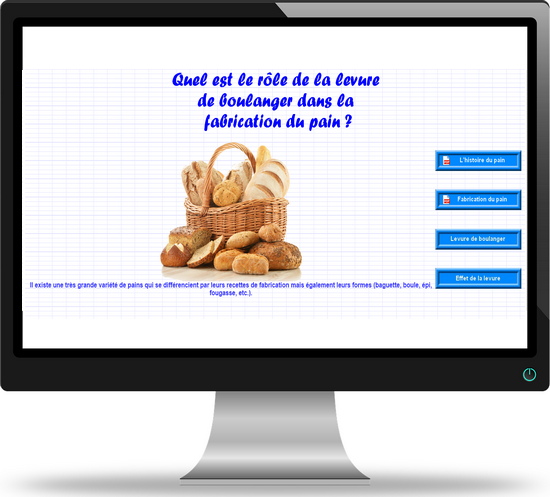 Quel est le rôle de la levure
de boulanger dans la
fabrication du pain ?
L'histoire du pain
Fabrication du pain
Levure de boulanger
Effet de la levure
Il existe une très grande variété de pains qui se différencient par leurs recettes de fabrication mais également leurs formes (baguette, boule, épi,
fougasse, etc.).